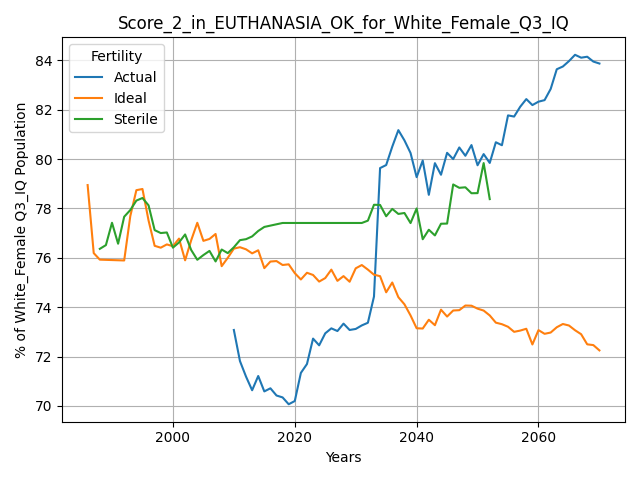 Score_2_in_EUTHANASIA_OK_for_White_Female_Q3_IQ
Fertility
Actual
Ideal
Sterile
% of White_Female Q3_IQ Population
84
82
80
78
76
74
72
70
2000 2020 2040 2060
Years